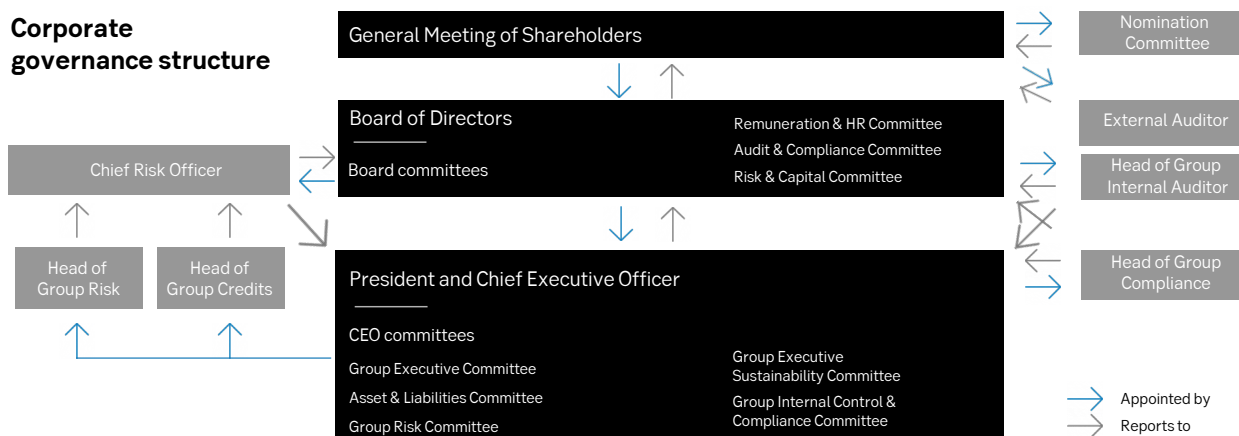 Corporate
governance structure
General Meeting of Shareholders
Nomination
Committee
Board of Directors
Board committees
Remuneration & HR Committee
Audit & Compliance Committee
Risk & Capital Committee
External Auditor
Head of Group
Internal Auditor
Chief Risk Officer
Head of
Group Risk
Head of
Group Credits
President and Chief Executive Officer
CEO committees
Group Executive Committee
Asset & Liabilities Committee
Group Risk Committee
Group Executive
Sustainability Committee
Group Internal Control &
Compliance Committee
Head of Group
Compliance
Appointed by
Reports to